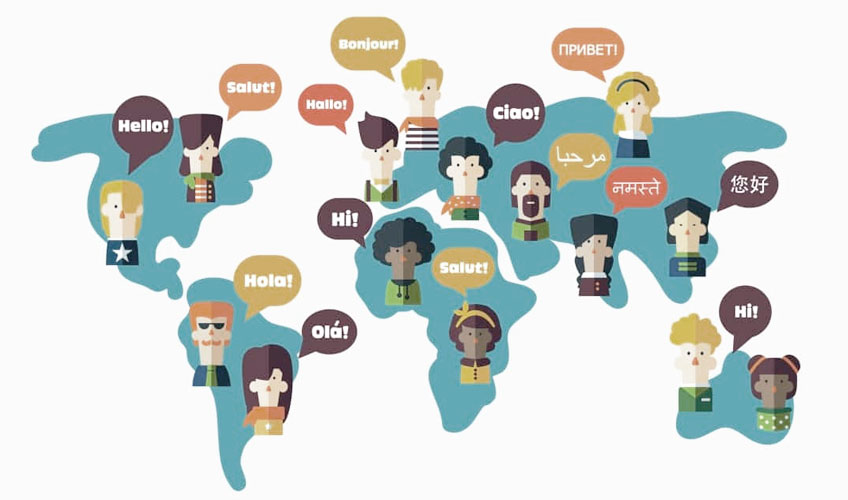 Bonjour!
ПРИВЕТ!
Salut!
Hallo!
Ciao!
Hello!
مرحبا
नमस्ते
您好
Hi!
Salut!
Hola!
Hi!
Olá!